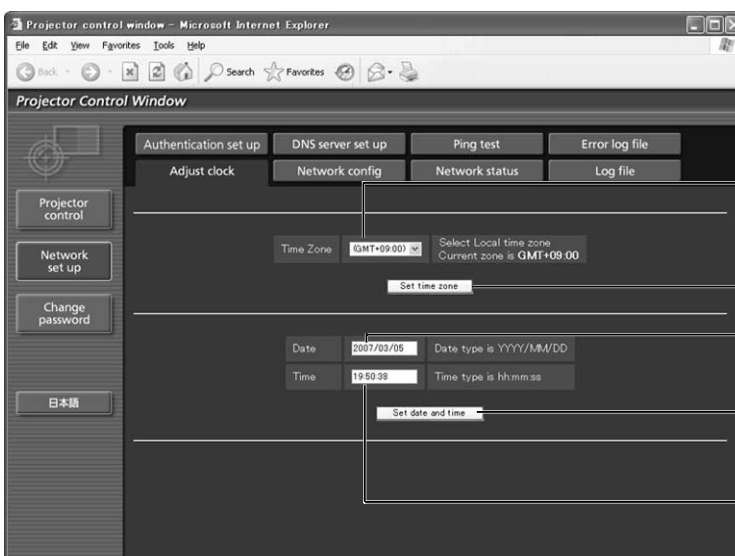 Projector control window - Microsoft Internet Explorer
File Edit View Favorites Tools Help
Back Search Favorites
Projector Control Window
Authentication set up DNS server set up Ping test Error log file
Adjust clock Network config Network status Log file
Projector
control
Network
set up
Change
password
日本語
Time Zone (GMT+09:00) Select Local time zone
Current zone is GMT+09:00
Set time zone
Date 2007/03/05 Date type is YYYY/MM/DD
Time 19:50:38 Time type is hh:mm:ss
Set date and time